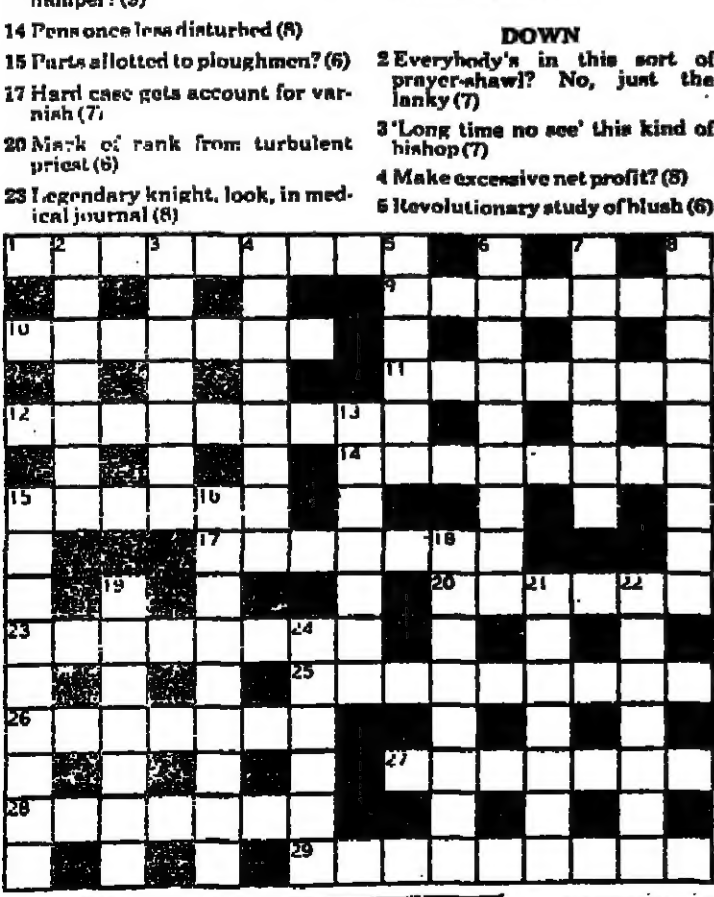 14 Pens once less disturbed (8)
15 Parts allotted to ploughmen? (6)
17 Hard case gets account for var-
nish (7)
20 Mark of rank from turbulent
priest (6)
23 Legendary knight, look, in med-
ical journal (8)
DOWN
2 Everybody's in this sort of
prayer-shawl? No, just the
lanky (7)
3 'Long time no see' this kind of
bishop (7)
4 Make excessive net profit? (8)
5 Revolutionary study of blush (6)
1 2 3 4 5 6 7 8
9
10
11
12 13
14
15 16
17 18
19 20 21 22
23 24
25
26
27
28
29